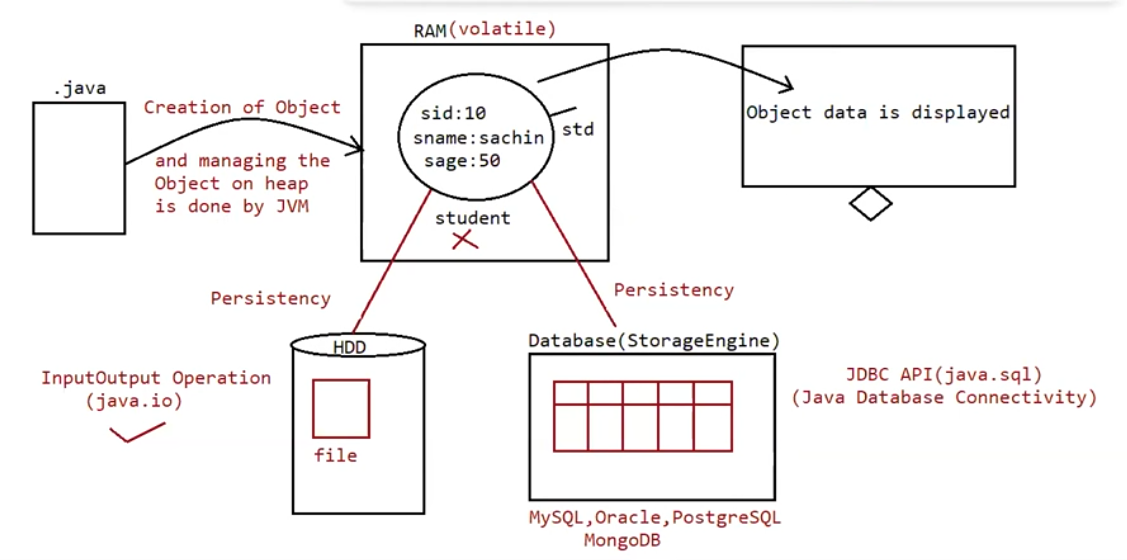 RAM(volatile)
.java
Creation of Object
and managing the
Object on heap
is done by JVM
sid:10
sname:sachin
sage:50
std
student
Object data is displayed
Persistency
Persistency
HDD
file
InputOutput Operation
(java.io)
Database(StorageEngine)
MySQL,Oracle,PostgreSQL
MongoDB
JDBC API(java.sql)
(Java Database Connectivity)